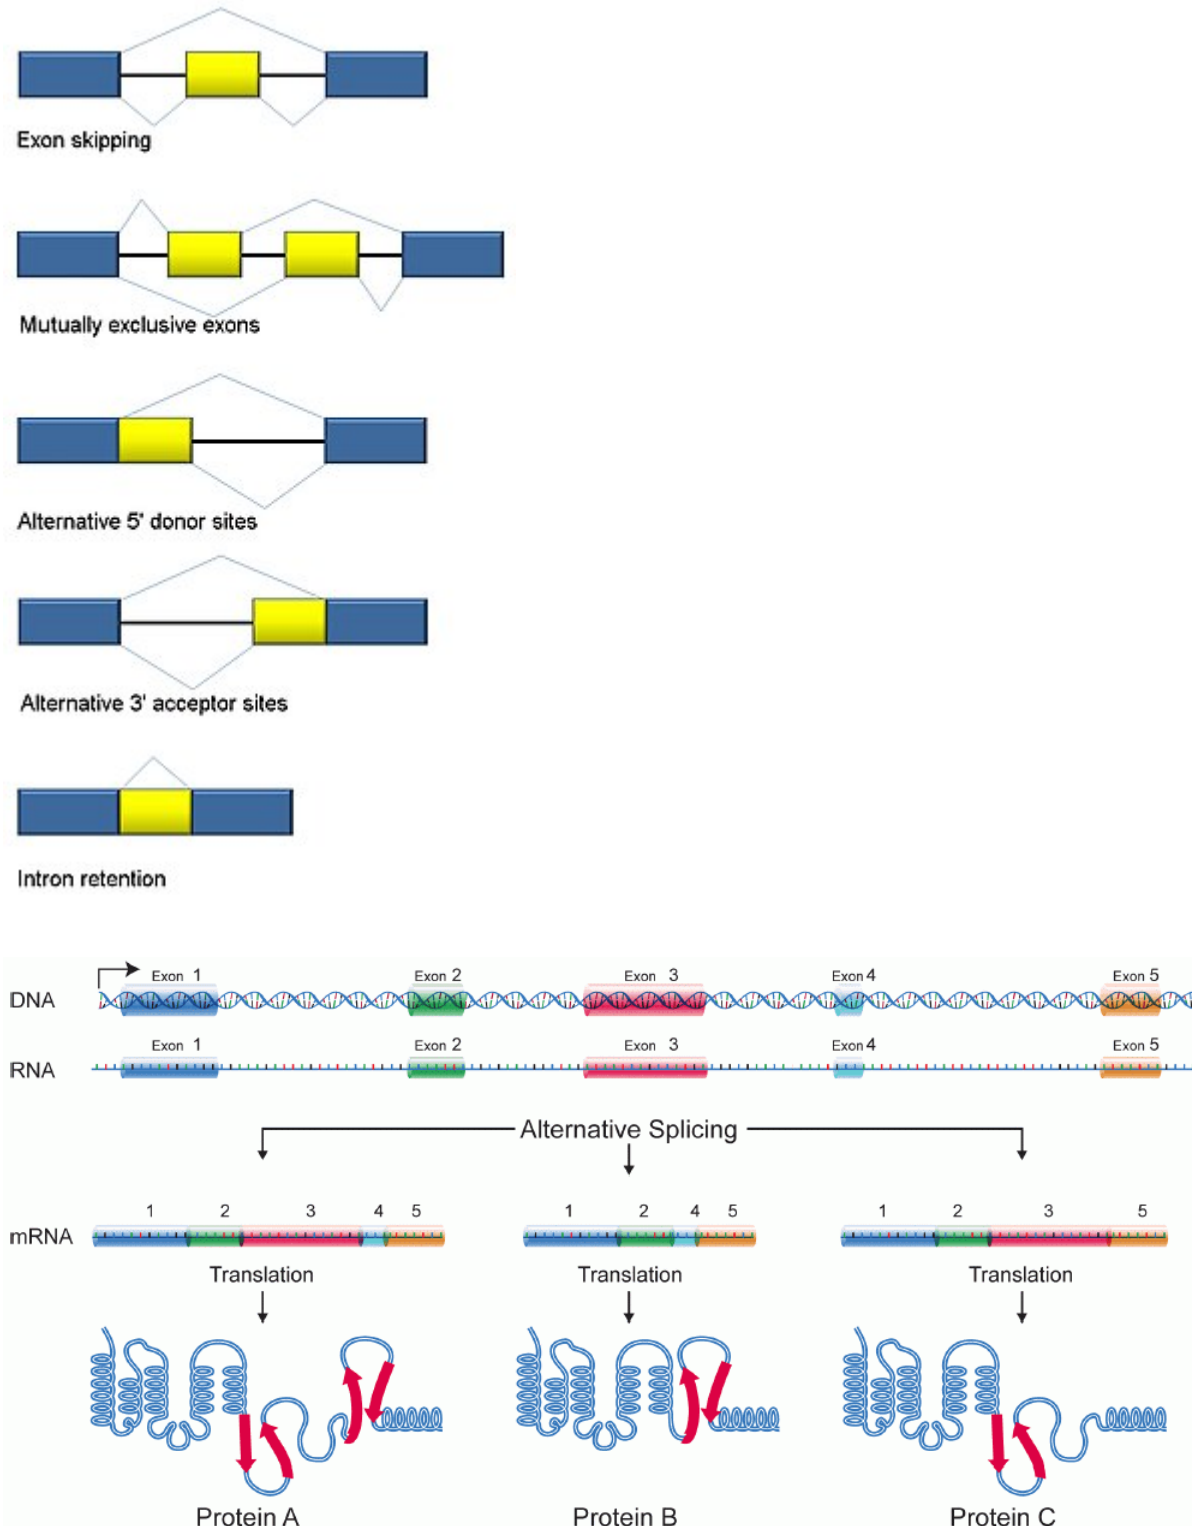 Exon skipping
Mutually exclusive exons
Alternative 5' donor sites
Alternative 3' acceptor sites
Intron retention
Exon 1 Exon 2 Exon 3 Exon 4 Exon 5
DNA
Exon 1 Exon 2 Exon 3 Exon 4 Exon 5
RNA
Alternative Splicing
1 2 3 4 5 1 2 4 5 1 2 3 5
mRNA
Translation Translation Translation
Protein A Protein B Protein C